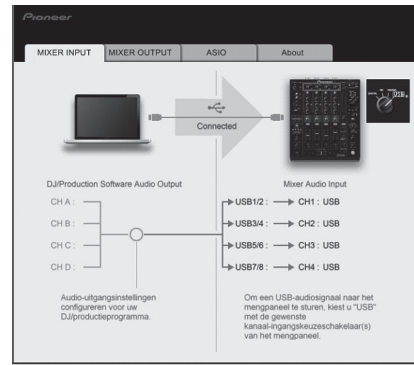 Pioneer
MIXER INPUT MIXER OUTPUT ASIO About
Connected
USB
DJ/Production Software Audio Output Mixer Audio Input
CH A : USB1/2 : CH1 : USB
CH B : USB3/4 : CH2 : USB
CH C : USB5/6 : CH3 : USB
CH D : USB7/8 : CH4 : USB
Audio-uitgangsinstellingen
configureren voor uw
DJ/productieprogramma.
Om een USB-audiosignaal naar het
mengpaneel te sturen, kiest u "USB"
met de gewenste
kanaal-ingangskeuzeschakelaar(s)
van het mengpaneel.